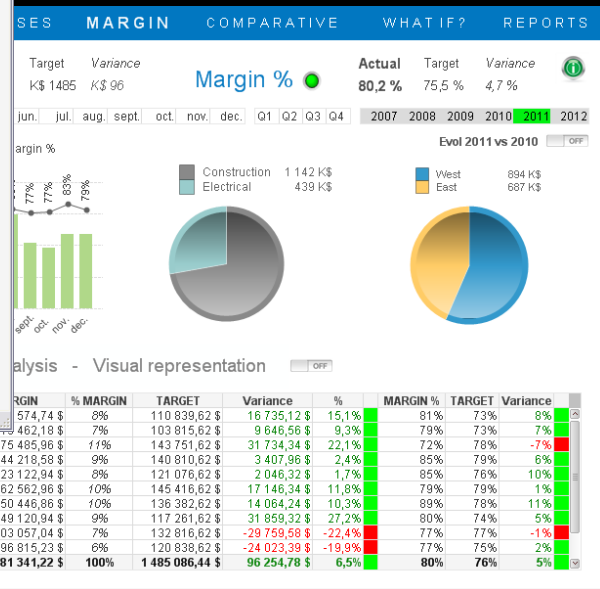 SES MARGIN COMPARATIVE WHAT IF? REPORTS
Target Variance Actual Target Variance
K$ 1485 K$ 96 Margin % 80,2 % 75,5 % 4,7 %
jun. jul. aug. sept. oct. nov. dec. Q1 Q2 Q3 Q4 2007 2008 2009 2010 2011 2012
Evol 2011 vs 2010 OFF
argin %
Construction 1 142 K$ West 894 K$
Electrical 439 K$ East 687 K$
77% 77% 83% 79%
sept. oct. nov. dec.
alysis - Visual representation OFF
RGIN % MARGIN TARGET Variance % MARGIN % TARGET Variance
574,74 $ 8% 110 839,62 $ 16 735,12 $ 15,1% 81% 73% 8%
462,18 $ 7% 103 815,62 $ 9 646,56 $ 9,3% 79% 73% 7%
75 485,96 $ 11% 143 751,62 $ 31 734,34 $ 22,1% 72% 78% -7%
44 218,58 $ 9% 140 810,62 $ 3 407,96 $ 2,4% 85% 79% 6%
23 122,94 $ 8% 121 076,62 $ 2 046,32 $ 1,7% 85% 76% 10%
62 562,96 $ 10% 145 416,62 $ 17 146,34 $ 11,8% 79% 79% 1%
50 446,86 $ 10% 136 382,62 $ 14 064,24 $ 10,3% 89% 78% 11%
49 120,94 $ 9% 117 261,62 $ 31 859,32 $ 27,2% 80% 74% 5%
03 057,04 $ 7% 132 816,62 $ -29 759,58 $ -22,4% 77% 77% -1%
96 815,23 $ 6% 120 838,62 $ -24 023,39 $ -19,9% 77% 75% 2%
81 341,22 $ 100% 1 485 086,44 $ 96 254,78 $ 6,5% 80% 76% 5%